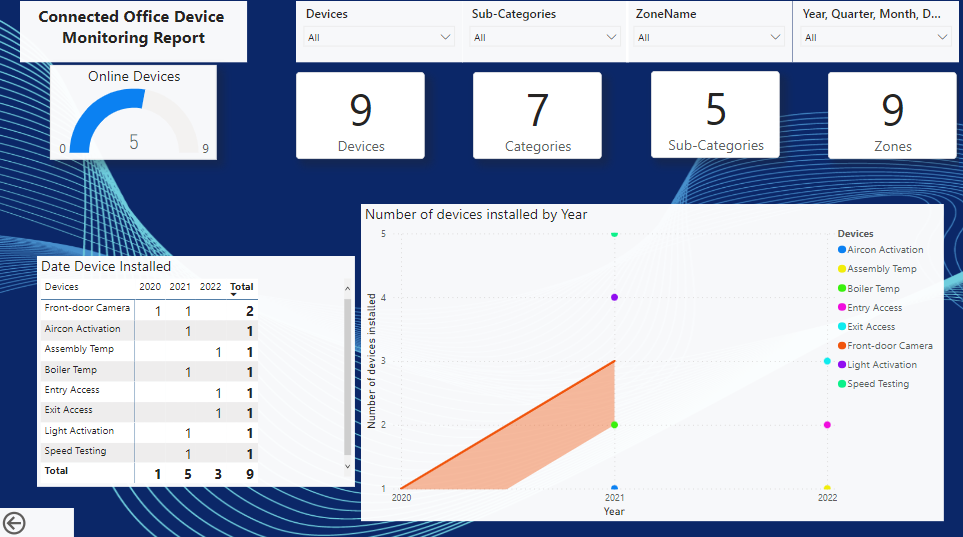 Connected Office Device
Monitoring Report
Devices
All
Sub-Categories
All
ZoneName
All
Year, Quarter, Month, D...
All
Online Devices
0
5
9
9
Devices
7
Categories
5
Sub-Categories
9
Zones
Date Device Installed
Devices 2020 2021 2022 Total
Front-door Camera 1 1 2
Aircon Activation 1 1
Assembly Temp 1 1
Boiler Temp 1 1
Entry Access 1 1
Exit Access 1 1
Light Activation 1 1
Speed Testing 1 1
Total 1 5 3 9
Number of devices installed by Year
Number of devices installed
5
4
3
2
1
2020 2021 2022
Year
Devices
Aircon Activation
Assembly Temp
Boiler Temp
Entry Access
Exit Access
Front-door Camera
Light Activation
Speed Testing